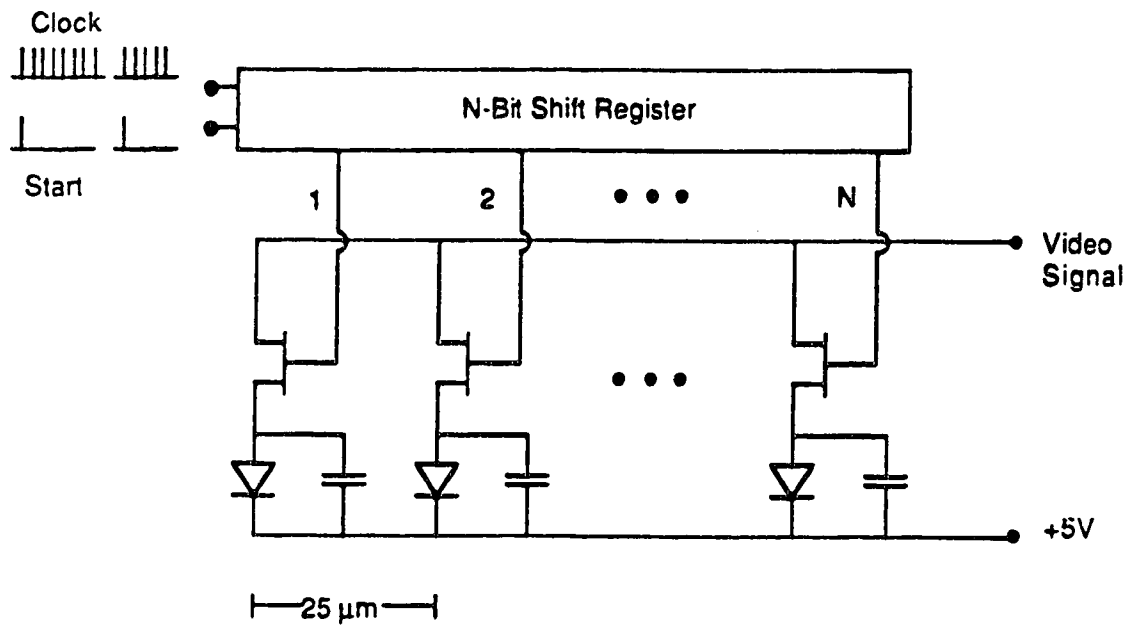 Clock
N-Bit Shift Register
Start
1
2
N
Video
Signal
+5V
25 μm